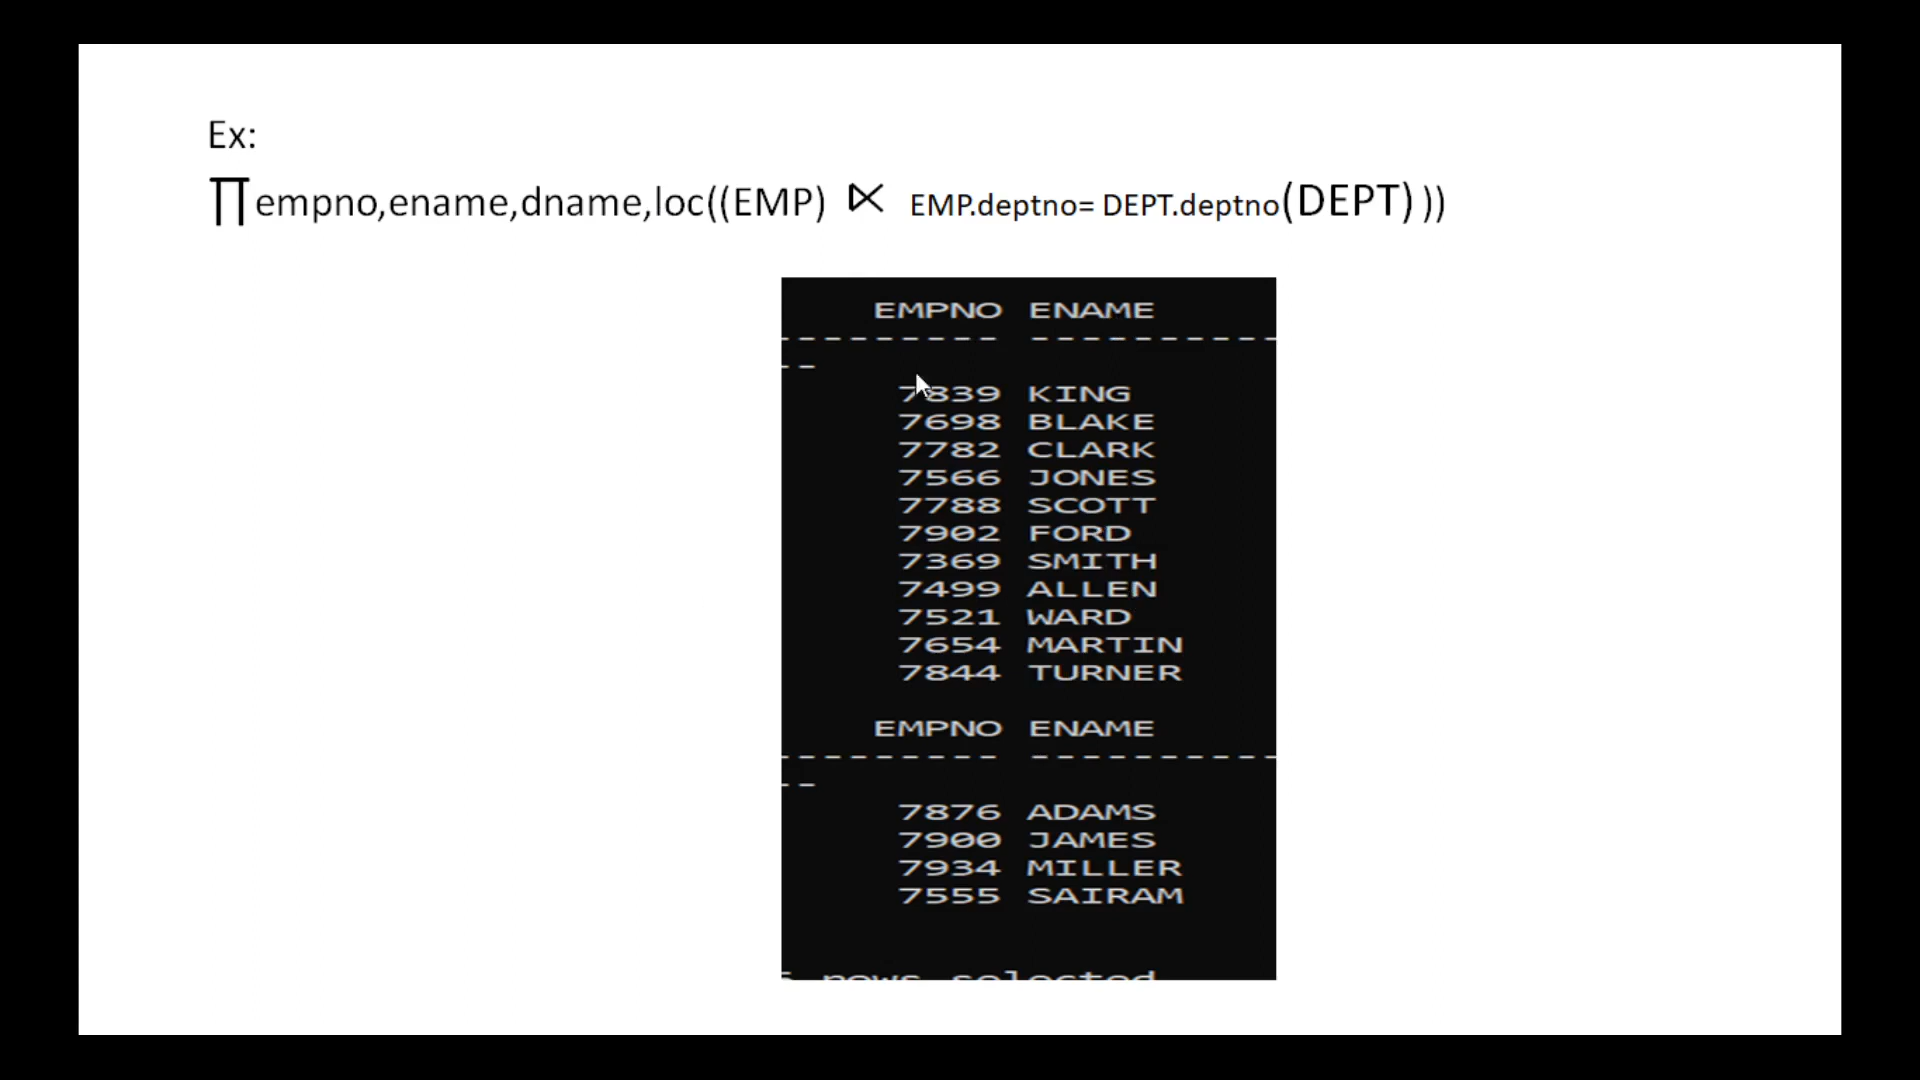 Ex:
∏empno,ename,dname,loc((EMP) ⋉ EMP.deptno= DEPT.deptno(DEPT) ))
EMPNO ENAME
--------- ----------
--
7839 KING
7698 BLAKE
7782 CLARK
7566 JONES
7788 SCOTT
7902 FORD
7369 SMITH
7499 ALLEN
7521 WARD
7654 MARTIN
7844 TURNER
EMPNO ENAME
--------- ----------
--
7876 ADAMS
7900 JAMES
7934 MILLER
7555 SAIRAM
rows selected